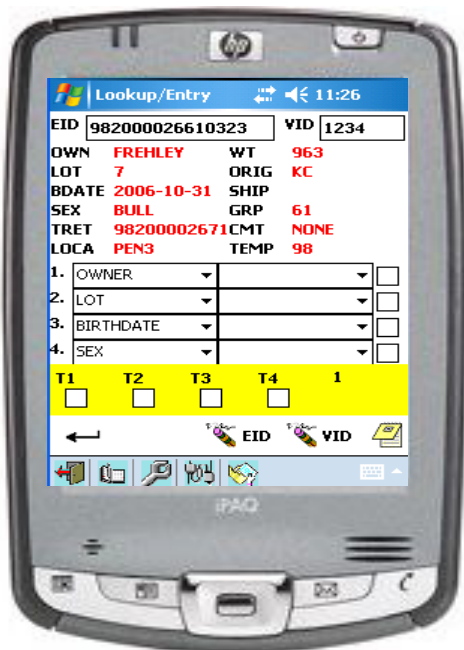 hp
Lookup/Entry 11:26
EID 982000026610323 VID 1234
OWN FREHLEY WT 963
LOT 7 ORIG KC
BDATE 2006-10-31 SHIP
SEX BULL GRP 61
TRET 98200002671 CMT NONE
LOCA PEN3 TEMP 98
1. OWNER
2. LOT
3. BIRTHDATE
4. SEX
T1 T2 T3 T4 1
EID VID
iPAQ